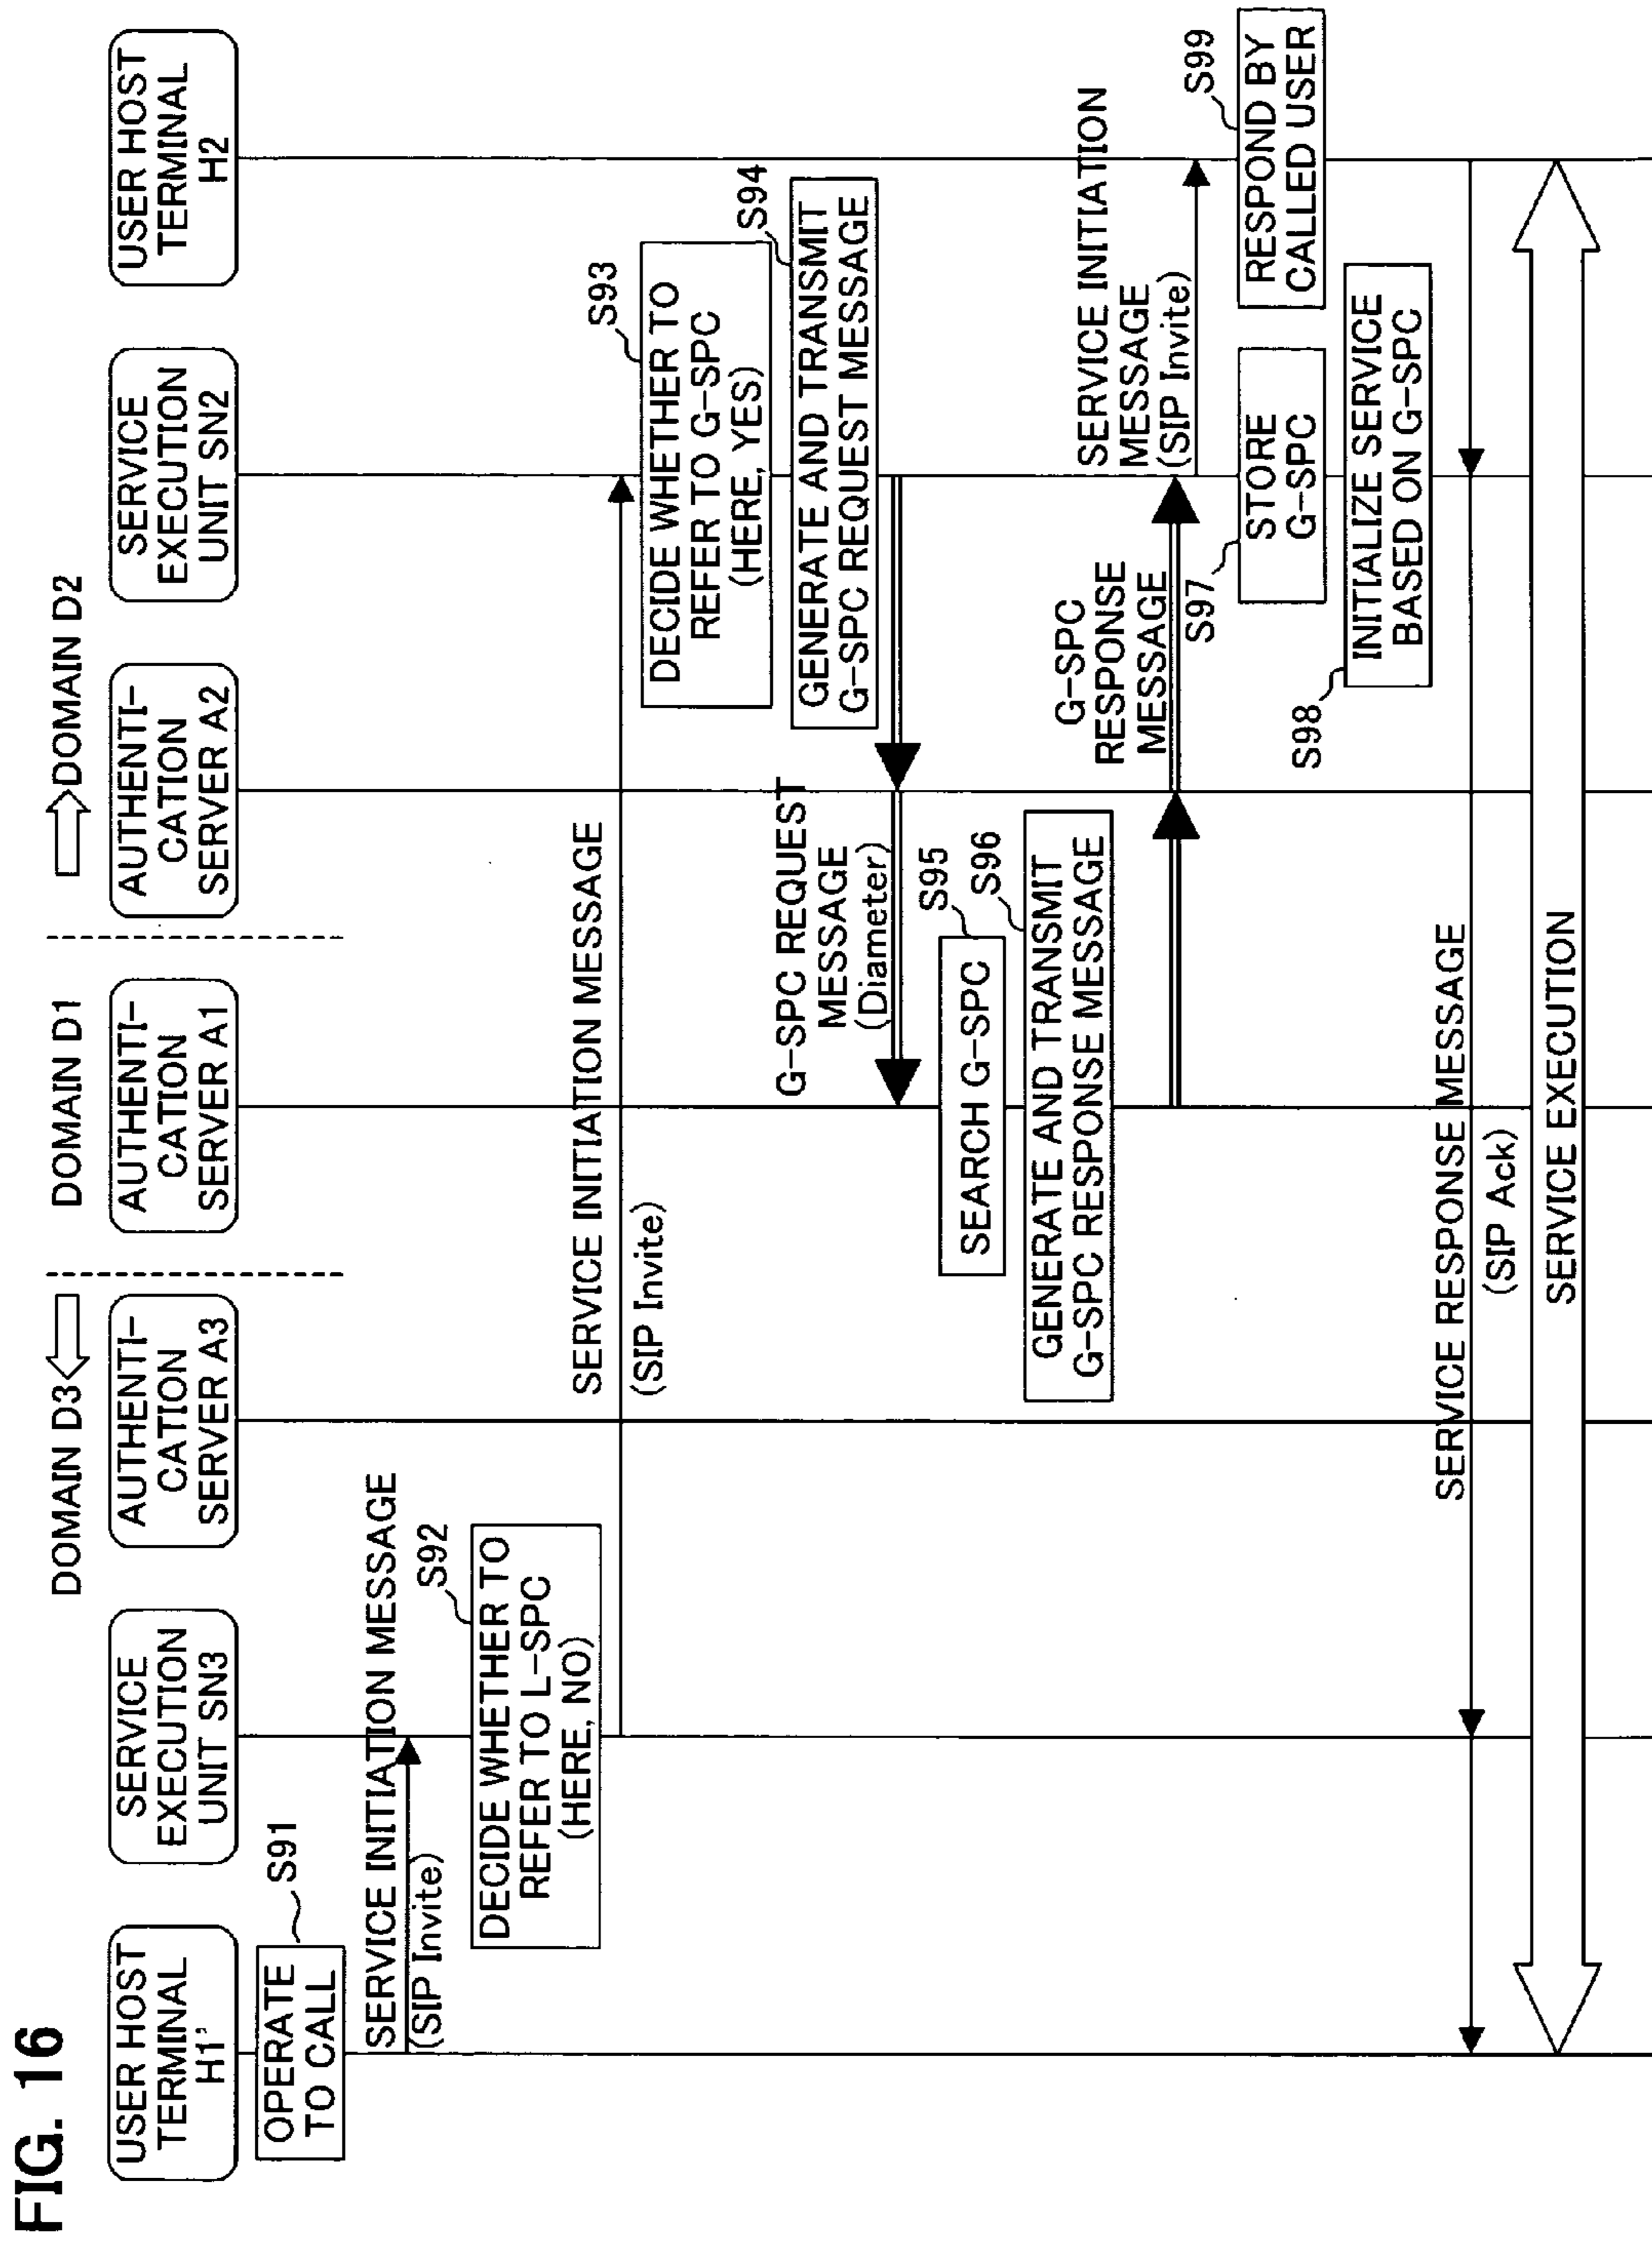 FIG. 16
DOMAIN D3
DOMAIN D1
DOMAIN D2
USER HOST
TERMINAL
H1'
SERVICE
EXECUTION
UNIT SN3
AUTHENTI-
CATION
SERVER A3
AUTHENTI-
CATION
SERVER A1
AUTHENTI-
CATION
SERVER A2
SERVICE
EXECUTION
UNIT SN2
USER HOST
TERMINAL
H2
OPERATE
TO CALL
S91
SERVICE INITIATION MESSAGE
(SIP Invite)
S92
DECIDE WHETHER TO
REFER TO L-SPC
(HERE, NO)
SERVICE INITIATION MESSAGE
(SIP Invite)
S93
DECIDE WHETHER TO
REFER TO G-SPC
(HERE, YES)
S94
GENERATE AND TRANSMIT
G-SPC REQUEST MESSAGE
G-SPC REQUEST
MESSAGE
(Diameter)
S95
SEARCH G-SPC
S96
GENERATE AND TRANSMIT
G-SPC RESPONSE MESSAGE
G-SPC
RESPONSE
MESSAGE
SERVICE INITIATION
MESSAGE
(SIP Invite)
S97
STORE
G-SPC
S99
RESPOND BY
CALLED USER
S98
INITIALIZE SERVICE
BASED ON G-SPC
SERVICE RESPONSE MESSAGE
(SIP Ack)
SERVICE EXECUTION